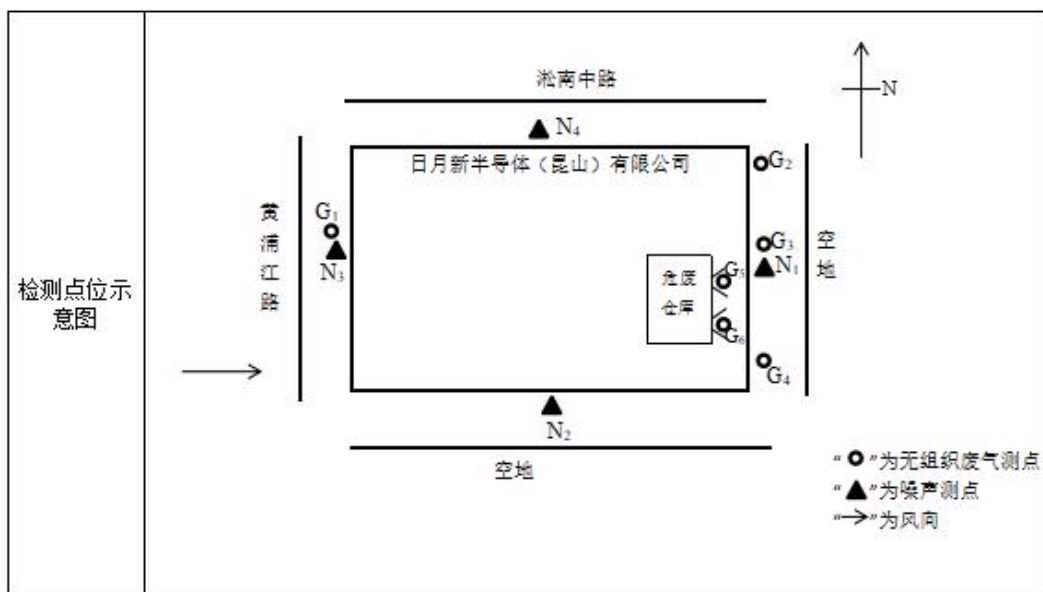 检测点位示
意图
淞南中路
N
N₄
日月新半导体（昆山）有限公司
G₂
黄浦江路
G₁
N₃
G₃
N₁
空地
危废
仓库
G₅
G₆
G₄
N₂
空地
“○”为无组织废气测点
“▲”为噪声测点
“→”为风向